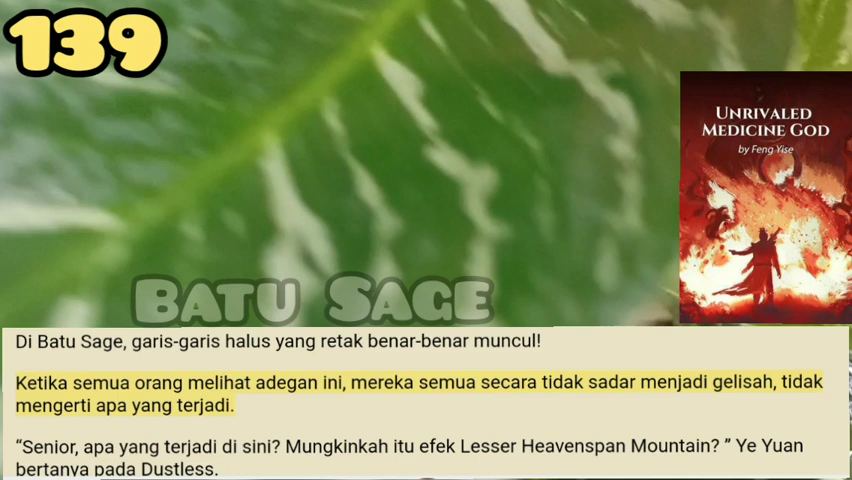 139
UNRIVALED
MEDICINE GOD
by Feng Yise
BATU SAGE
Di Batu Sage, garis-garis halus yang retak benar-benar muncul!
Ketika semua orang melihat adegan ini, mereka semua secara tidak sadar menjadi gelisah, tidak
mengerti apa yang terjadi.
“Senior, apa yang terjadi di sini? Mungkinkah itu efek Lesser Heavenspan Mountain? ” Ye Yuan
bertanya pada Dustless.